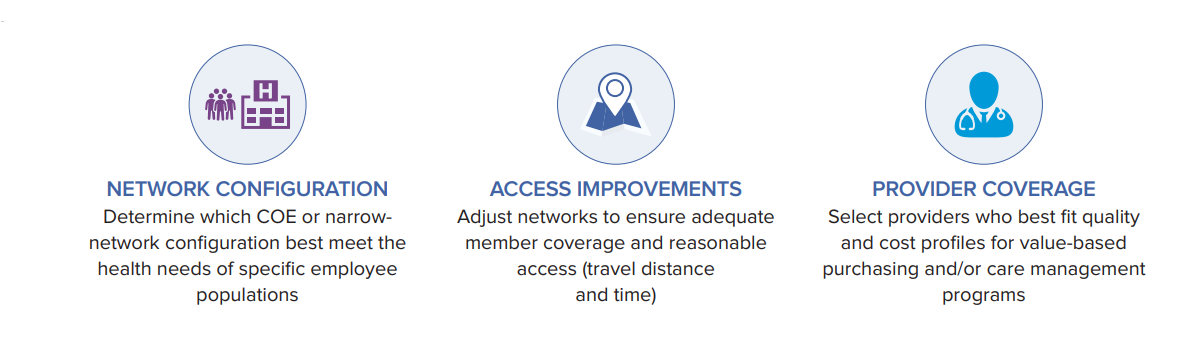 H
NETWORK CONFIGURATION
Determine which COE or narrow-
network configuration best meet the
health needs of specific employee
populations
ACCESS IMPROVEMENTS
Adjust networks to ensure adequate
member coverage and reasonable
access (travel distance
and time)
PROVIDER COVERAGE
Select providers who best fit quality
and cost profiles for value-based
purchasing and/or care management
programs